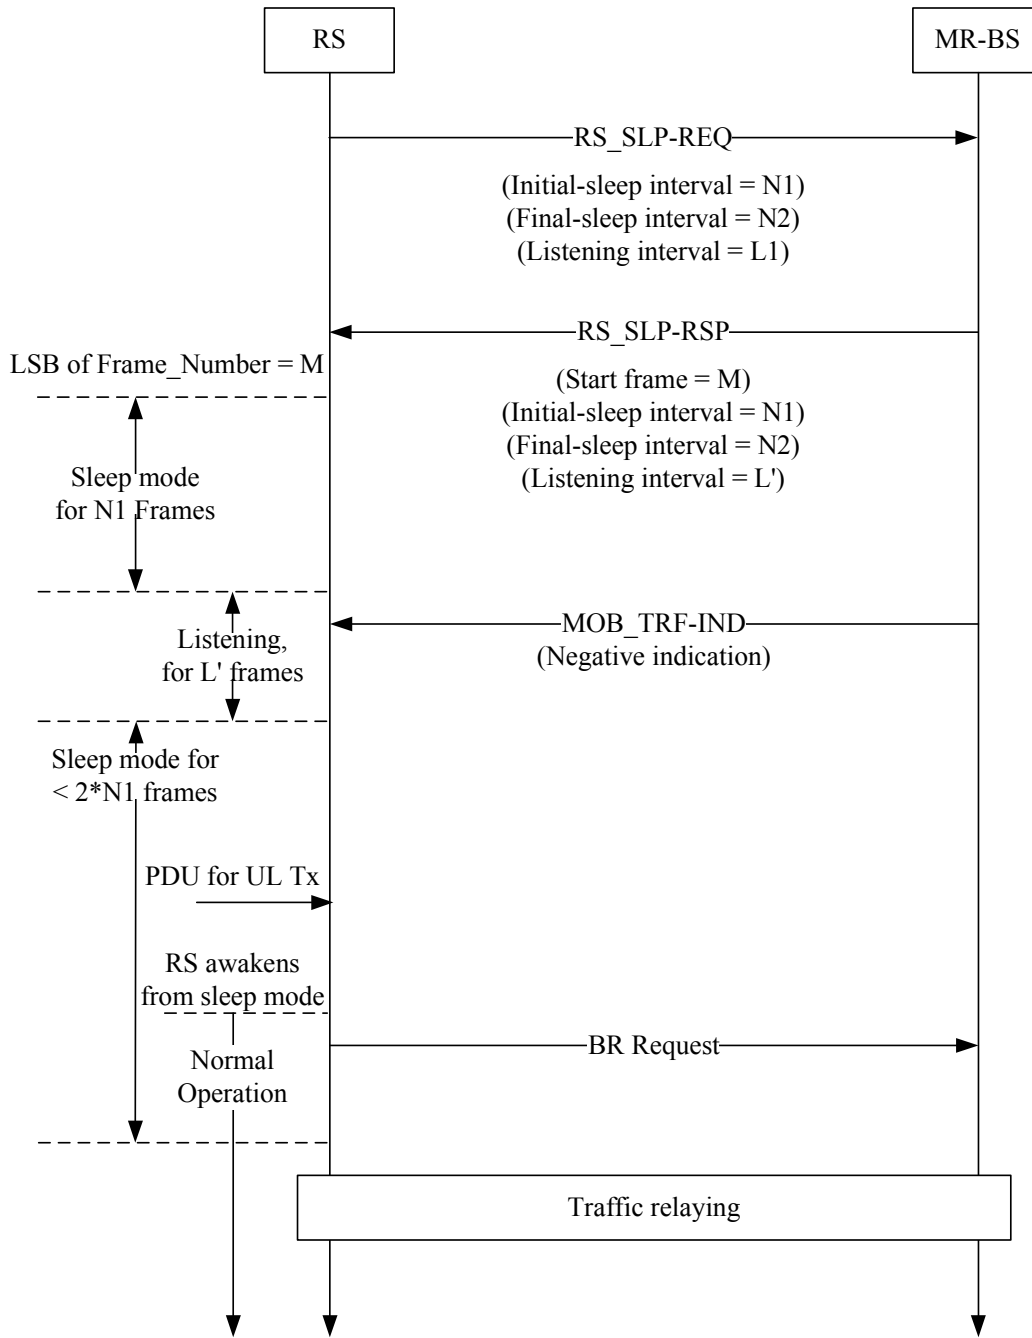 RS
MR-BS
RS_SLP-REQ
(Initial-sleep interval = N1)
(Final-sleep interval = N2)
(Listening interval = L1)
RS_SLP-RSP
LSB of Frame_Number = M
(Start frame = M)
(Initial-sleep interval = N1)
(Final-sleep interval = N2)
(Listening interval = L')
Sleep mode
for N1 Frames
MOB_TRF-IND
(Negative indication)
Listening,
for L' frames
Sleep mode for
< 2*N1 frames
PDU for UL Tx
RS awakens
from sleep mode
BR Request
Normal
Operation
Traffic relaying